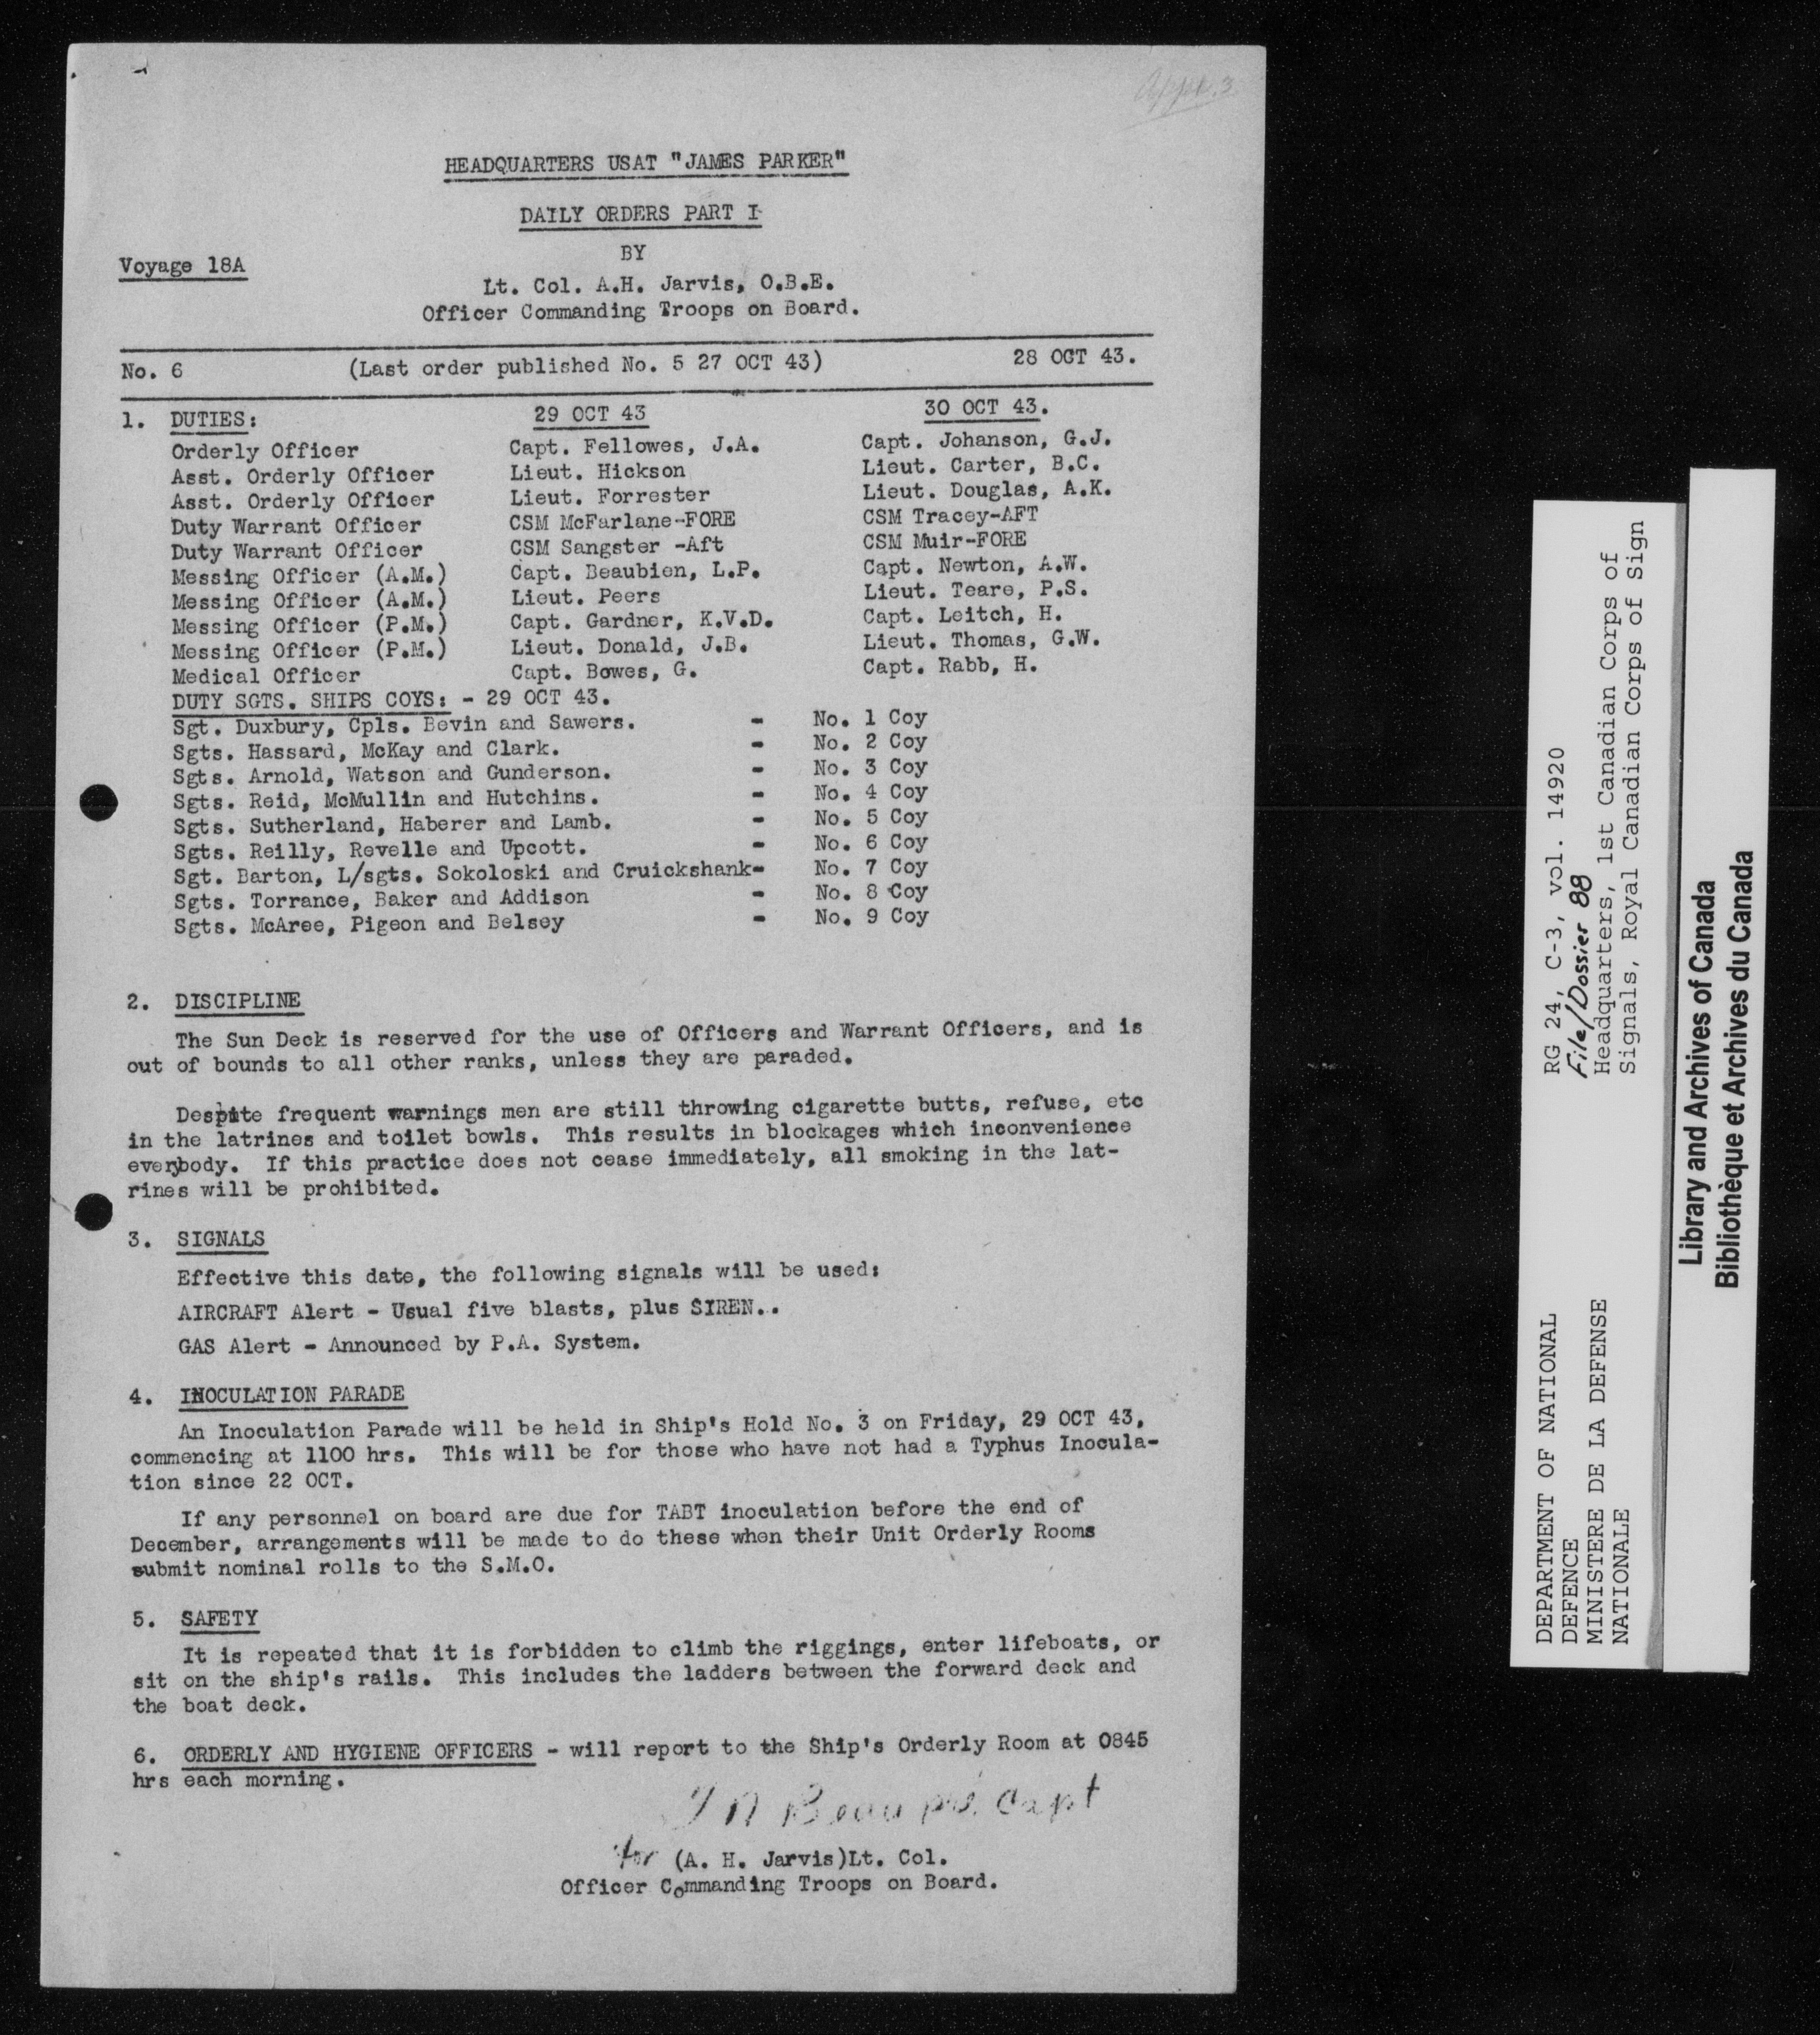 Appx. 3
HEADQUARTERS USAT "JAMES PARKER"
DAILY ORDERS PART I
BY
Voyage 18A
Lt. Col. A.H. Jarvis, O.B.E.
Officer Commanding Troops on Board.
No. 6 (Last order published No. 5 27 OCT 43) 28 OCT 43.
1. DUTIES: 29 OCT 43 30 OCT 43.
Orderly Officer Capt. Fellowes, J.A. Capt. Johanson, G.J.
Asst. Orderly Officer Lieut. Hickson Lieut. Carter, B.C.
Asst. Orderly Officer Lieut. Forrester Lieut. Douglas, A.K.
Duty Warrant Officer CSM McFarlane-FORE CSM Tracey-AFT
Duty Warrant Officer CSM Sangster -Aft CSM Muir-FORE
Messing Officer (A.M.) Capt. Beaubien, L.P. Capt. Newton, A.W.
Messing Officer (A.M.) Lieut. Peers Lieut. Teare, P.S.
Messing Officer (P.M.) Capt. Gardner, K.V.D. Capt. Leitch, H.
Messing Officer (P.M.) Lieut. Donald, J.B. Lieut. Thomas, G.W.
Medical Officer Capt. Bowes, G. Capt. Rabb, H.
DUTY SGTS. SHIPS COYS: - 29 OCT 43.
Sgt. Duxbury, Cpls. Bevin and Sawers. - No. 1 Coy
Sgts. Hassard, McKay and Clark. - No. 2 Coy
Sgts. Arnold, Watson and Gunderson. - No. 3 Coy
Sgts. Reid, McMullin and Hutchins. - No. 4 Coy
Sgts. Sutherland, Haberer and Lamb. - No. 5 Coy
Sgts. Reilly, Revelle and Upcott. - No. 6 Coy
Sgt. Barton, L/sgts. Sokoloski and Cruickshank- No. 7 Coy
Sgts. Torrance, Baker and Addison - No. 8 Coy
Sgts. McAree, Pigeon and Belsey - No. 9 Coy
2. DISCIPLINE
The Sun Deck is reserved for the use of Officers and Warrant Officers, and is
out of bounds to all other ranks, unless they are paraded.
Despite frequent warnings men are still throwing cigarette butts, refuse, etc
in the latrines and toilet bowls. This results in blockages which inconvenience
everybody. If this practice does not cease immediately, all smoking in the lat-
rines will be prohibited.
3. SIGNALS
Effective this date, the following signals will be used:
AIRCRAFT Alert - Usual five blasts, plus SIREN..
GAS Alert - Announced by P.A. System.
4. INOCULATION PARADE
An Inoculation Parade will be held in Ship's Hold No. 3 on Friday, 29 OCT 43,
commencing at 1100 hrs. This will be for those who have not had a Typhus Inocula-
tion since 22 OCT.
If any personnel on board are due for TABT inoculation before the end of
December, arrangements will be made to do these when their Unit Orderly Rooms
submit nominal rolls to the S.M.O.
5. SAFETY
It is repeated that it is forbidden to climb the riggings, enter lifeboats, or
sit on the ship's rails. This includes the ladders between the forward deck and
the boat deck.
6. ORDERLY AND HYGIENE OFFICERS - will report to the Ship's Orderly Room at 0845
hrs each morning.
Beaupré Capt
for (A. H. Jarvis)Lt. Col.
Officer Commanding Troops on Board.
DEPARTMENT OF NATIONAL
DEFENCE
MINISTERE DE LA DEFENSE
NATIONALE
RG 24, C-3, vol. 14920
File/Dossier 88
Headquarters, 1st Canadian Corps of
Signals, Royal Canadian Corps of Sign
Library and Archives of Canada
Bibliothèque et Archives du Canada